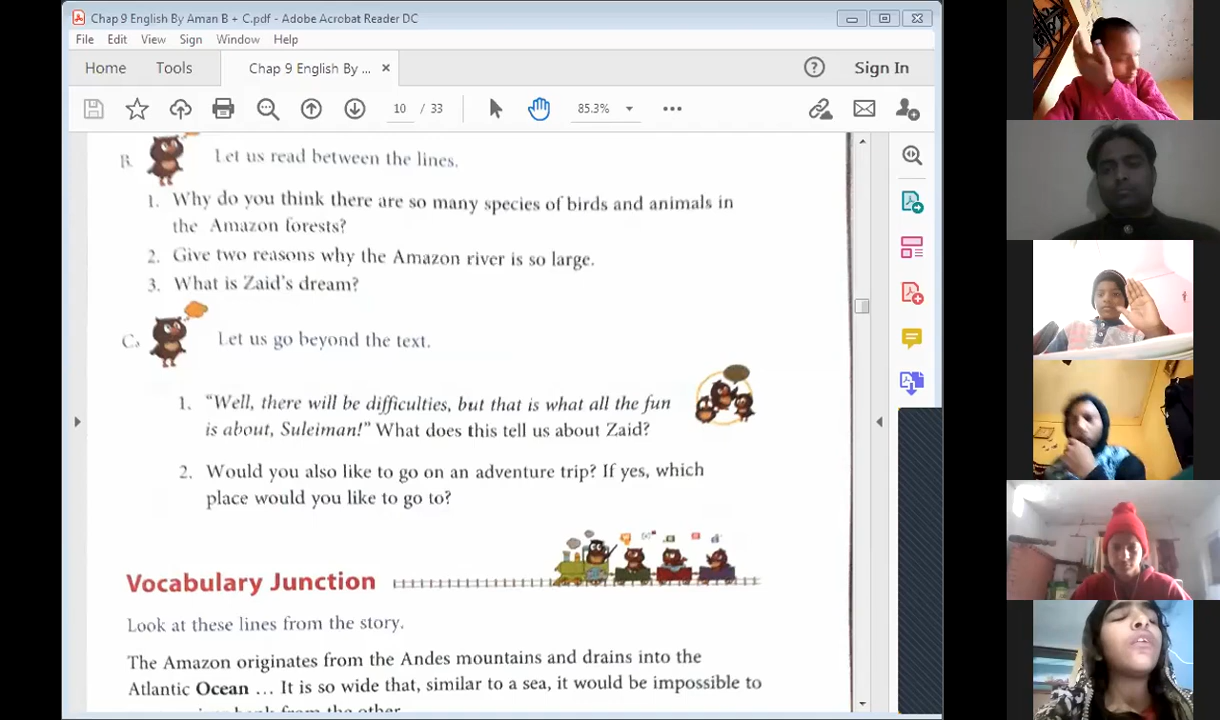 Chap 9 English By Aman B + C.pdf - Adobe Acrobat Reader DC
File Edit View Sign Window Help
Home Tools Chap 9 English By ... × Sign In
10 / 33 85.3%
B. Let us read between the lines.
1. Why do you think there are so many species of birds and animals in
the Amazon forests?
2. Give two reasons why the Amazon river is so large.
3. What is Zaid's dream?
C. Let us go beyond the text.
1. "Well, there will be difficulties, but that is what all the fun
is about, Suleiman!" What does this tell us about Zaid?
2. Would you also like to go on an adventure trip? If yes, which
place would you like to go to?
Vocabulary Junction
Look at these lines from the story.
The Amazon originates from the Andes mountains and drains into the
Atlantic Ocean ... It is so wide that, similar to a sea, it would be impossible to
bank from the other